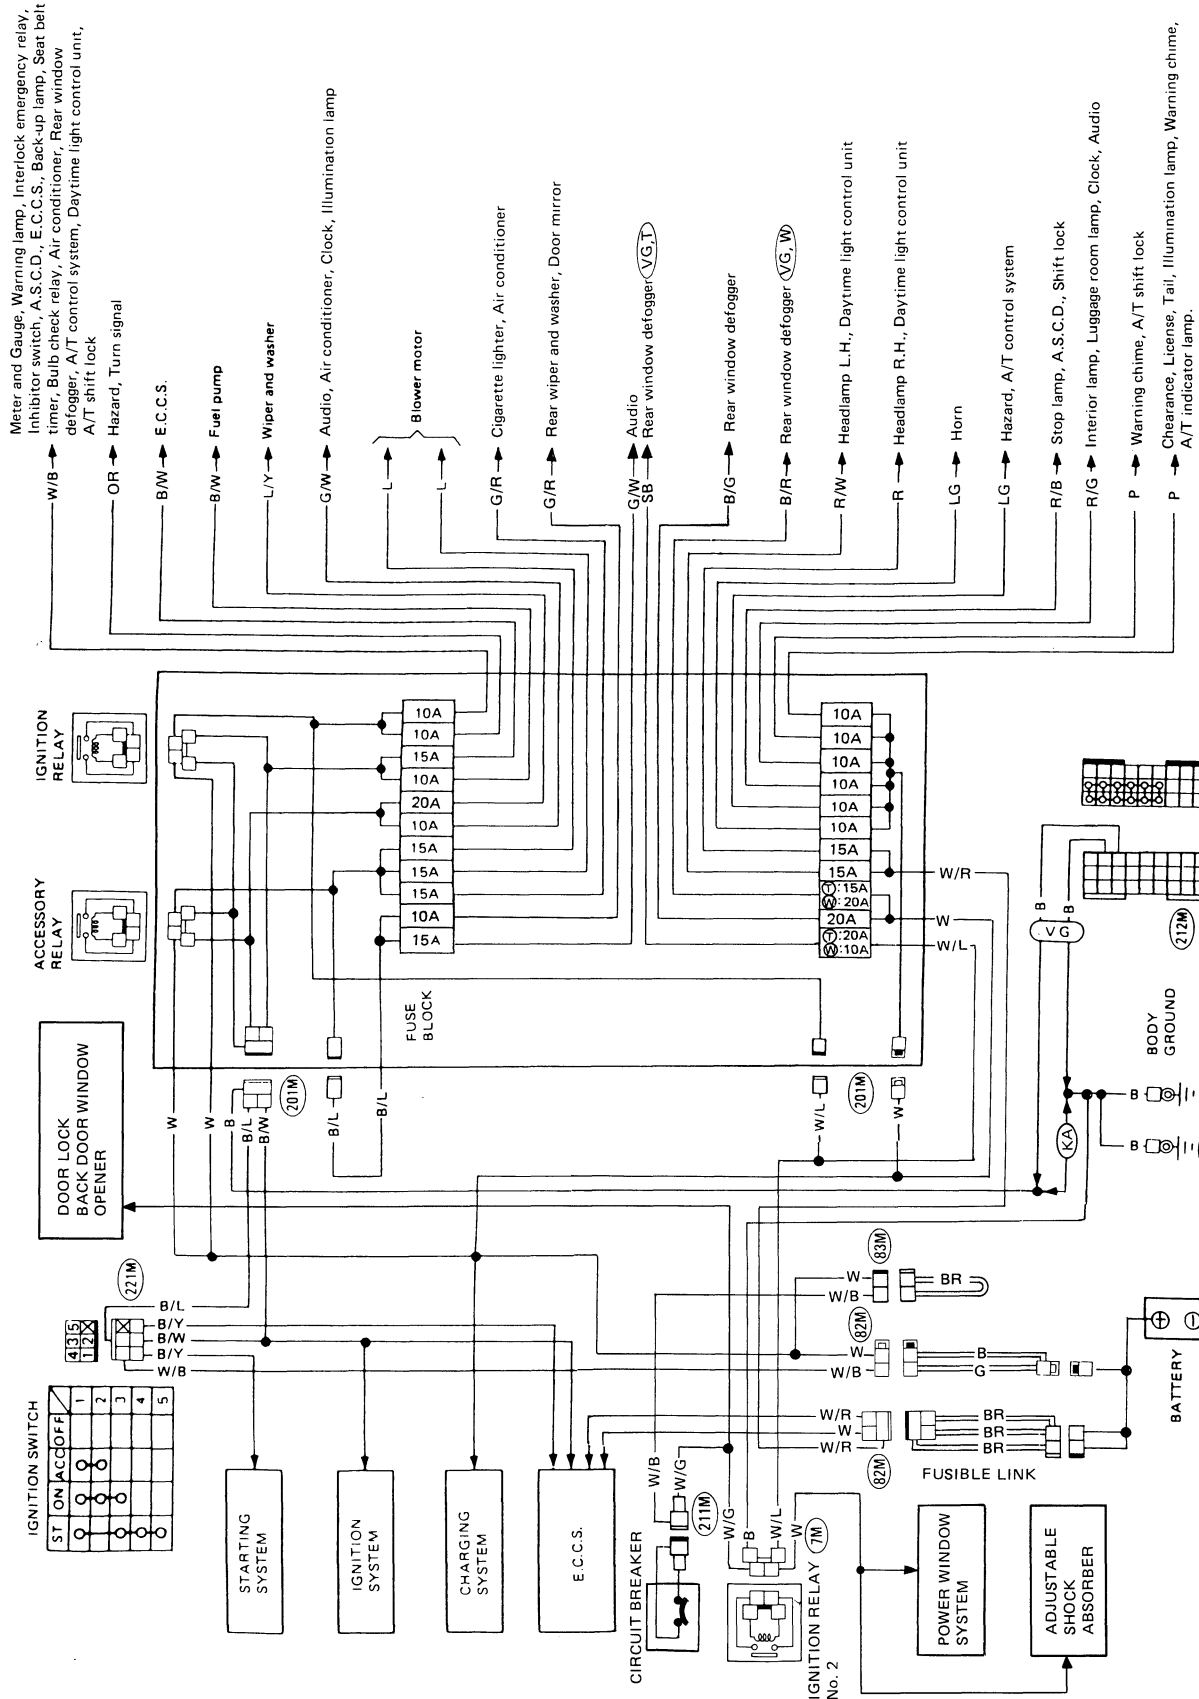 Meter and Gauge, Warning lamp, Interlock emergency relay,
Inhibitor switch, A.S.C.D., E.C.C.S., Back-up lamp, Seat belt
timer, Bulb check relay, Air conditioner, Rear window
defogger, A/T control system, Daytime light control unit,
A/T shift lock
W/B
OR
Hazard, Turn signal
B/W
E.C.C.S.
B/W
Fuel pump
L/Y
Wiper and washer
G/W
Audio, Air conditioner, Clock, Illumination lamp
L
L
Blower motor
G/R
Cigarette lighter, Air conditioner
G/R
Rear wiper and washer, Door mirror
G/W
Audio
SB
Rear window defogger
VG,T
B/G
Rear window defogger
B/R
Rear window defogger
VG, W
R/W
Headlamp L.H., Daytime light control unit
R
Headlamp R.H., Daytime light control unit
LG
Horn
LG
Hazard, A/T control system
R/B
Stop lamp, A.S.C.D., Shift lock
R/G
Interior lamp, Luggage room lamp, Clock, Audio
P
Warning chime, A/T shift lock
P
Chearance, License, Tail, Illumination lamp, Warning chime,
A/T indicator lamp.
IGNITION
RELAY
ACCESSORY
RELAY
10A
10A
15A
10A
20A
10A
15A
15A
15A
10A
15A
FUSE
BLOCK
10A
10A
10A
10A
10A
10A
15A
15A
T:15A
W:20A
20A
T:20A
W:10A
W/R
W
W/L
B
B
VG
212M
BODY
GROUND
B
B
KA
DOOR LOCK
BACK DOOR WINDOW
OPENER
W
W
B
B/L
B/W
201M
B/L
B/L
W/L
201M
W
221M
4 3 5
1 2
B/L
B/Y
B/W
B/Y
W/B
IGNITION SWITCH
ST ON ACC OFF
1
2
3
4
5
83M
W
W/B
BR
82M
W
W/B
B
G
W/R
W
W/R
82M
BR
BR
BR
FUSIBLE LINK
BATTERY
STARTING
SYSTEM
IGNITION
SYSTEM
CHARGING
SYSTEM
E.C.C.S.
W/B
W/G
211M
CIRCUIT BREAKER
W/G
B
W/L
W
7M
IGNITION RELAY
No. 2
POWER WINDOW
SYSTEM
ADJUSTABLE
SHOCK
ABSORBER